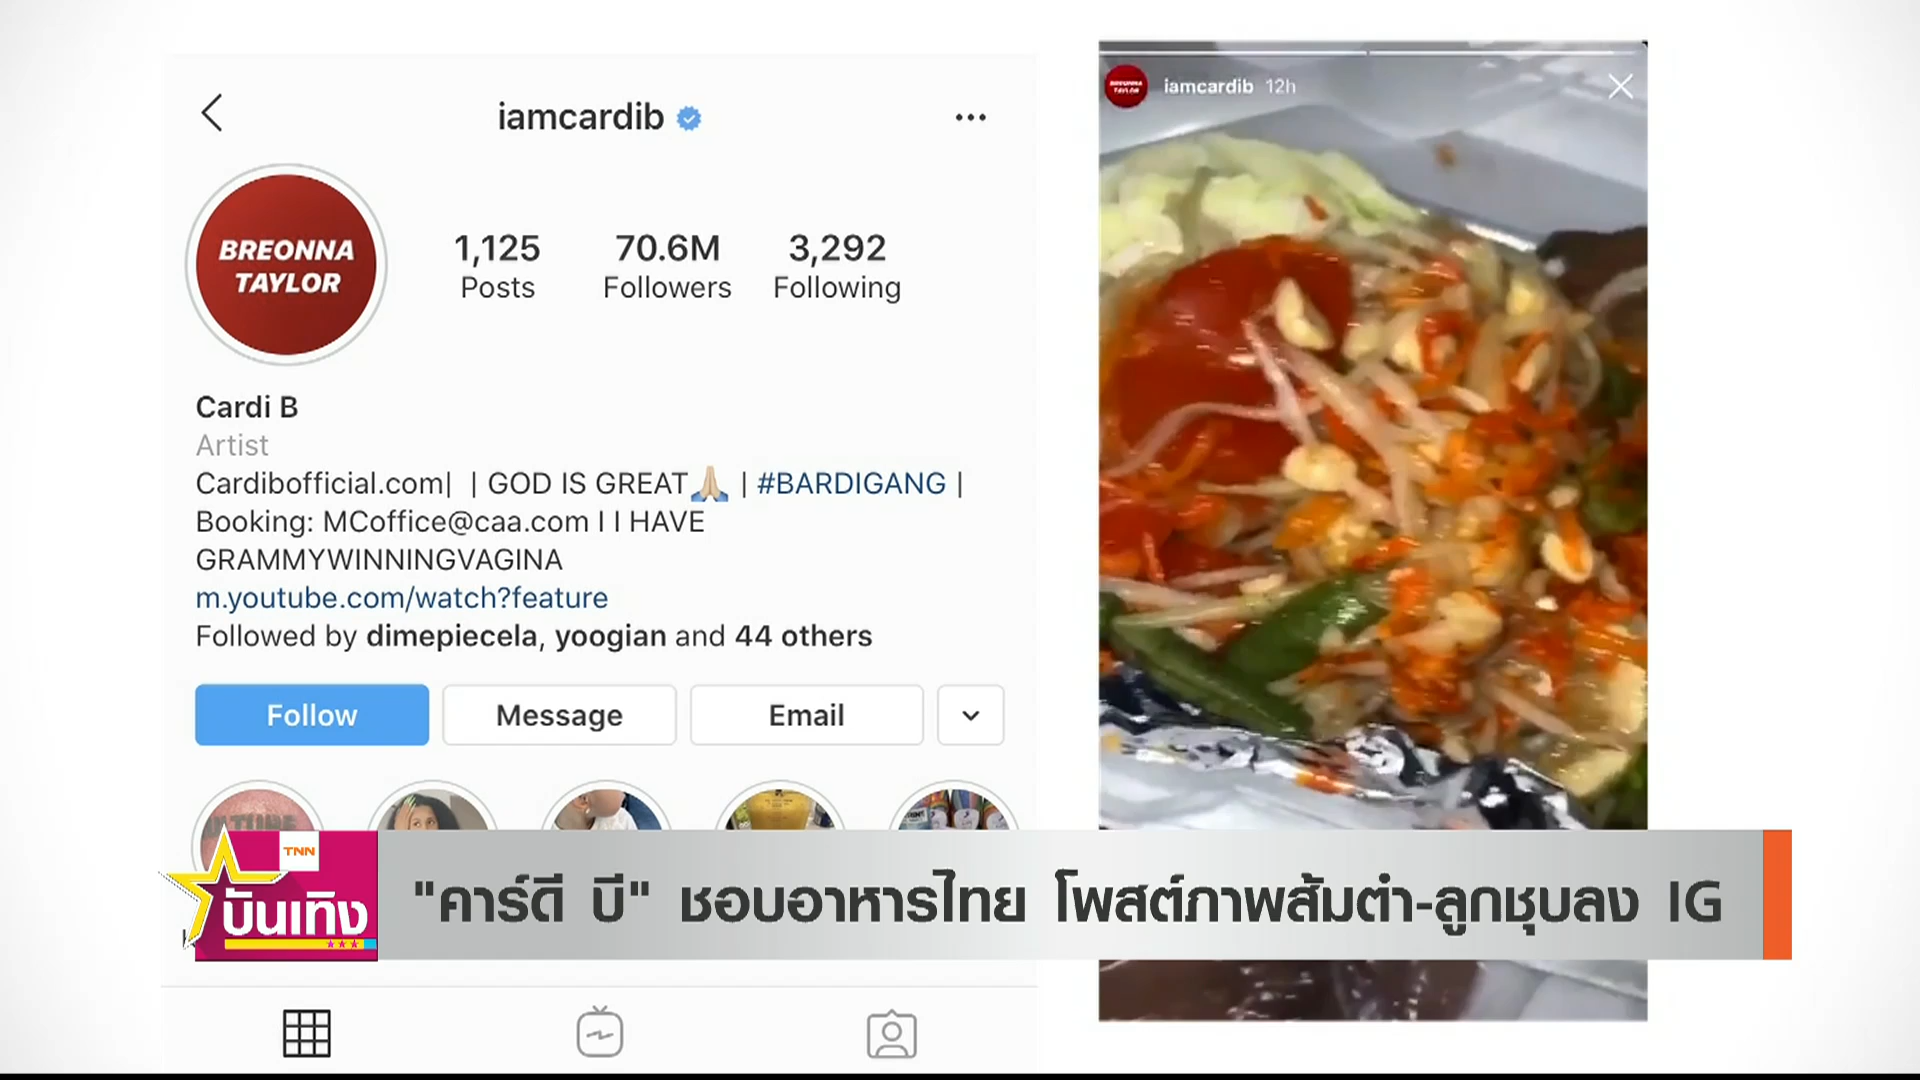 iamcardib
BREONNA
TAYLOR
1,125
Posts
70.6M
Followers
3,292
Following
Cardi B
Artist
Cardibofficial.com| | GOD IS GREAT🙏🏼 | #BARDIGANG |
Booking: MCoffice@caa.com I I HAVE
GRAMMYWINNINGVAGINA
m.youtube.com/watch?feature
Followed by dimepiecela, yoogian and 44 others
Follow
Message
Email
BREONNA
TAYLOR
iamcardib 12h
TNN
บันเทิง
"คาร์ดี บี" ชอบอาหารไทย โพสต์ภาพส้มตำ-ลูกชุบลง IG